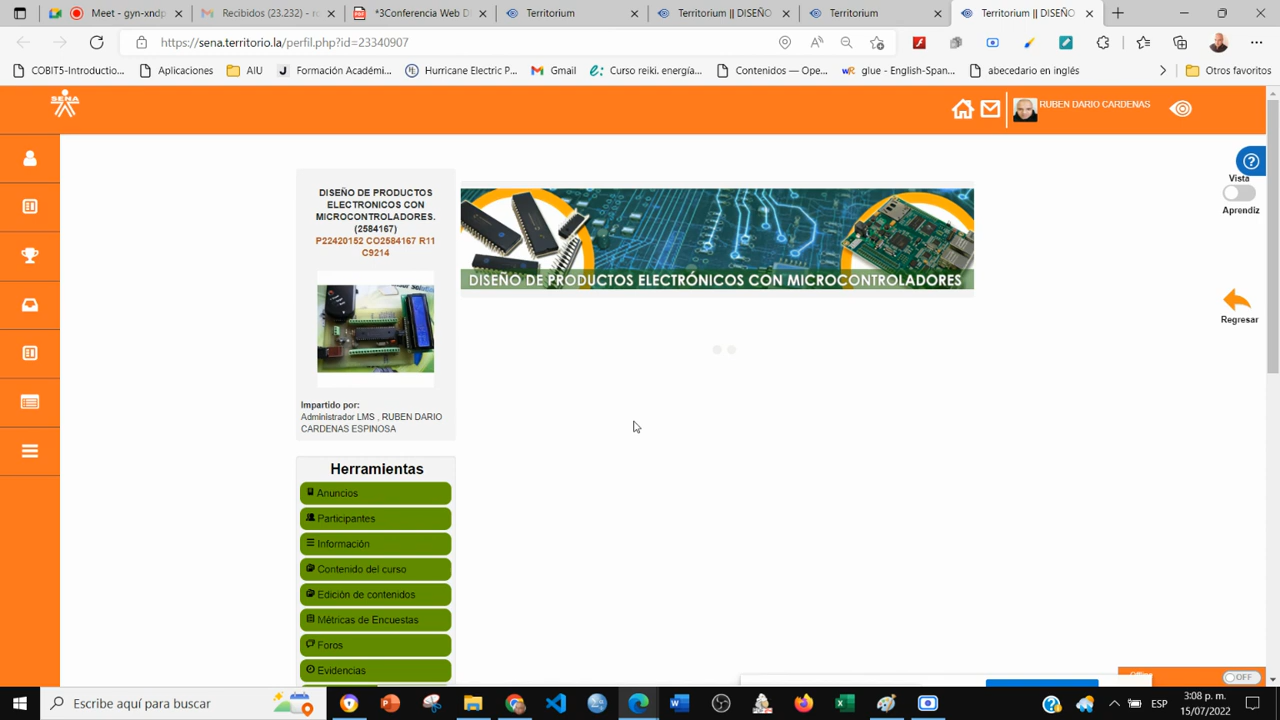 Meet - gyn-xndp
Recibidos (23.232) - r
*3Conferencia Web D
Territorium
Territorium || DISEÑO
Territorium
Territorium || DISEÑO
https://sena.territorio.la/perfil.php?id=23340907
COBIT5-Introductio...
Aplicaciones
AIU
Formación Académi...
Hurricane Electric P...
Gmail
Curso reiki. energía...
Contenidos — Ope...
glue - English-Span...
abecedario en inglés
Otros favoritos
SENA
RUBEN DARIO CARDENAS
Vista
Aprendiz
Regresar
DISEÑO DE PRODUCTOS
ELECTRONICOS CON
MICROCONTROLADORES.
(2584167)
P22420152 CO2584167 R11
C9214
DISEÑO DE PRODUCTOS ELECTRÓNICOS CON MICROCONTROLADORES
Impartido por:
Administrador LMS , RUBEN DARIO
CARDENAS ESPINOSA
Herramientas
Anuncios
Participantes
Información
Contenido del curso
Edición de contenidos
Métricas de Encuestas
Foros
Evidencias
OFF
Escribe aquí para buscar
ESP
3:08 p. m.
15/07/2022